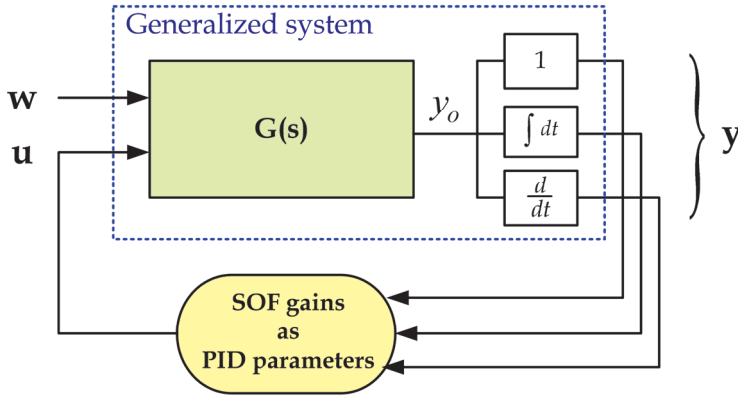 Generalized system
w
u
G(s)
y_o
1
∫ dt
d/dt
y
SOF gains
as
PID parameters